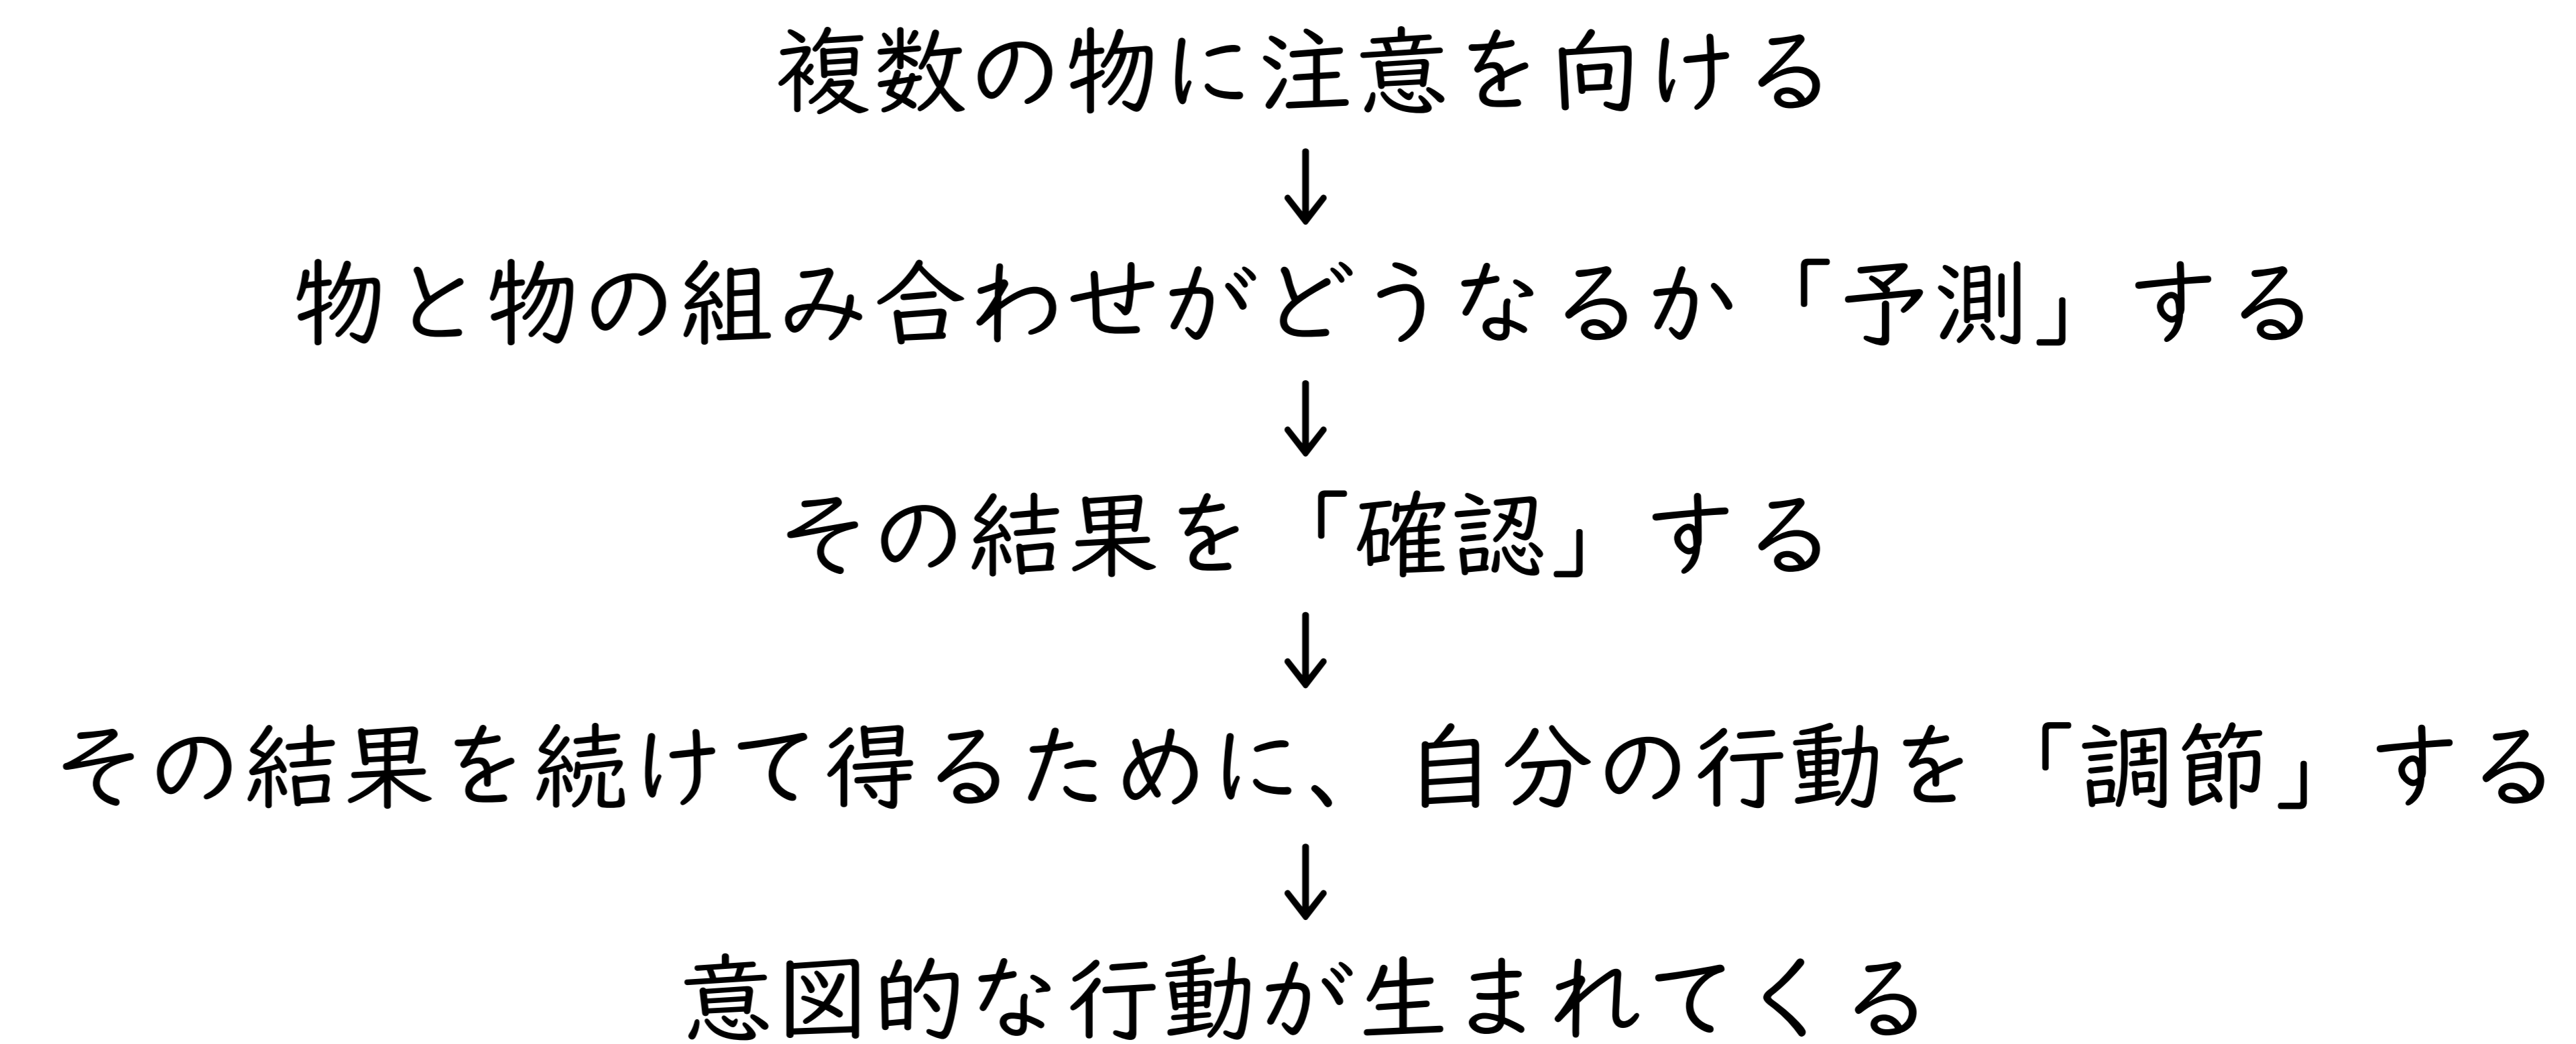 複数の物に注意を向ける
↓
物と物の組み合わせがどうなるか「予測」する
↓
その結果を「確認」する
↓
その結果を続けて得るために、自分の行動を「調節」する
↓
意図的な行動が生まれてくる